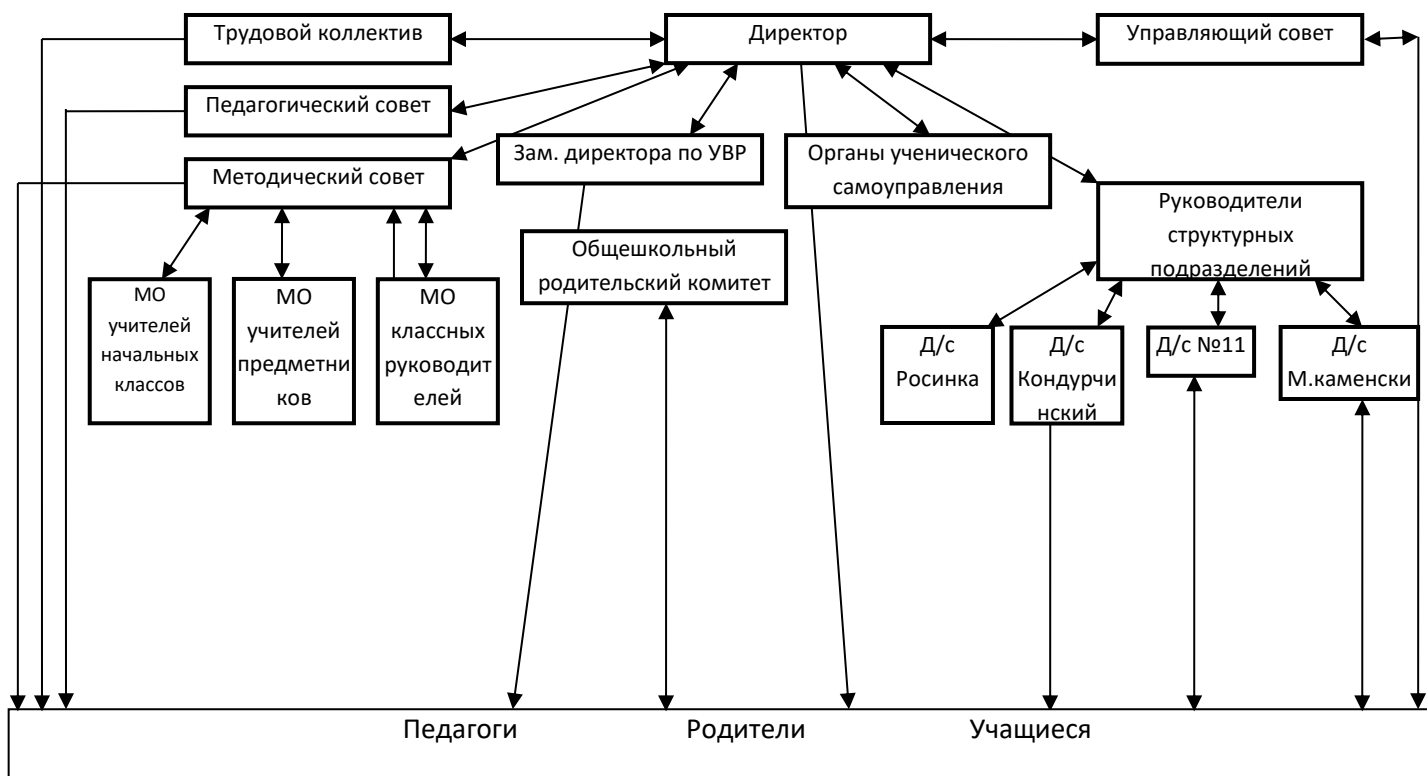 Трудовой коллектив
Директор
Управляющий совет
Педагогический совет
Зам. директора по УВР
Органы ученического
самоуправления
Методический совет
Руководители
структурных
подразделений
Общешкольный
родительский комитет
МО
учителей
начальных
классов
МО
учителей
предметни
ков
МО
классных
руководит
елей
Д/с
Росинка
Д/с
Кондурчи
нский
Д/с №11
Д/с
М.каменски
Педагоги Родители Учащиеся